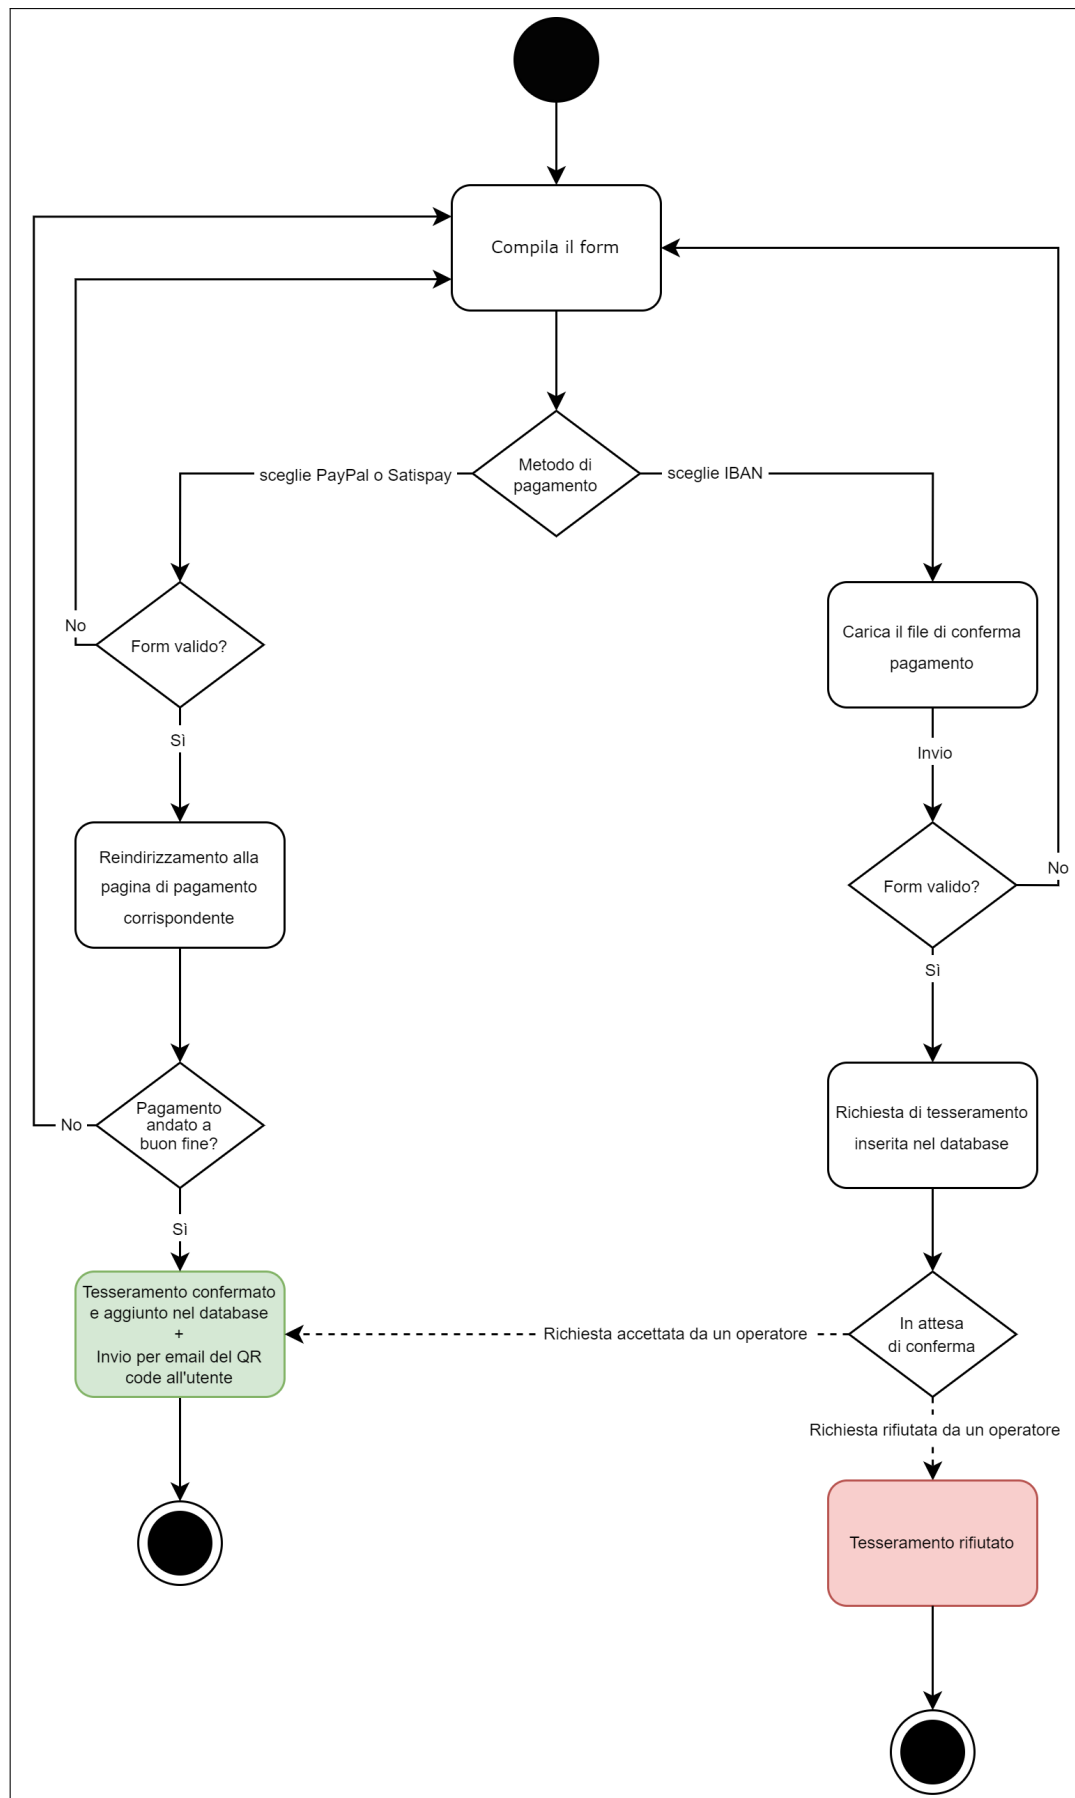 Compila il form
Metodo di
pagamento
sceglie PayPal o Satispay
sceglie IBAN
Form valido?
No
Sì
Carica il file di conferma
pagamento
Invio
Reindirizzamento alla
pagina di pagamento
corrispondente
Form valido?
No
Sì
Pagamento
andato a
buon fine?
No
Sì
Richiesta di tesseramento
inserita nel database
Tesseramento confermato
e aggiunto nel database
+
Invio per email del QR
code all'utente
Richiesta accettata da un operatore
In attesa
di conferma
Richiesta rifiutata da un operatore
Tesseramento rifiutato